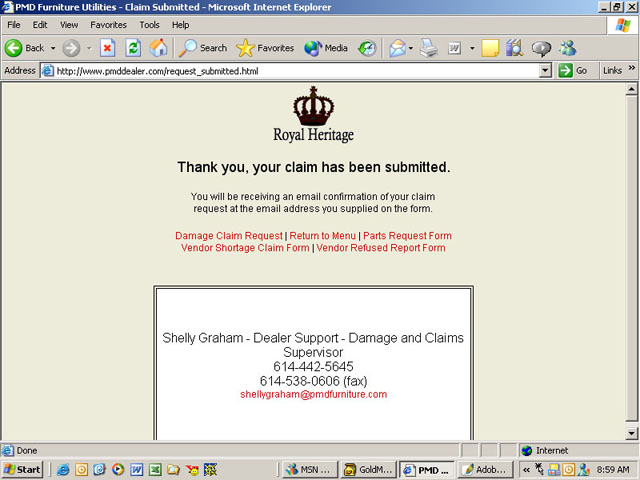 PMD Furniture Utilities - Claim Submitted - Microsoft Internet Explorer
File Edit View Favorites Tools Help
Back Search Favorites Media
Address http://www.pmddealer.com/request_submitted.html Go Links »
Royal Heritage
Thank you, your claim has been submitted.
You will be receiving an email confirmation of your claim
request at the email address you supplied on the form.
Damage Claim Request | Return to Menu | Parts Request Form
Vendor Shortage Claim Form | Vendor Refused Report Form
Shelly Graham - Dealer Support - Damage and Claims
Supervisor
614-442-5645
614-538-0606 (fax)
shellygraham@pmdfurniture.com
Done Internet
Start MSN ... GoldM... PMD ... Adob... « 8:59 AM